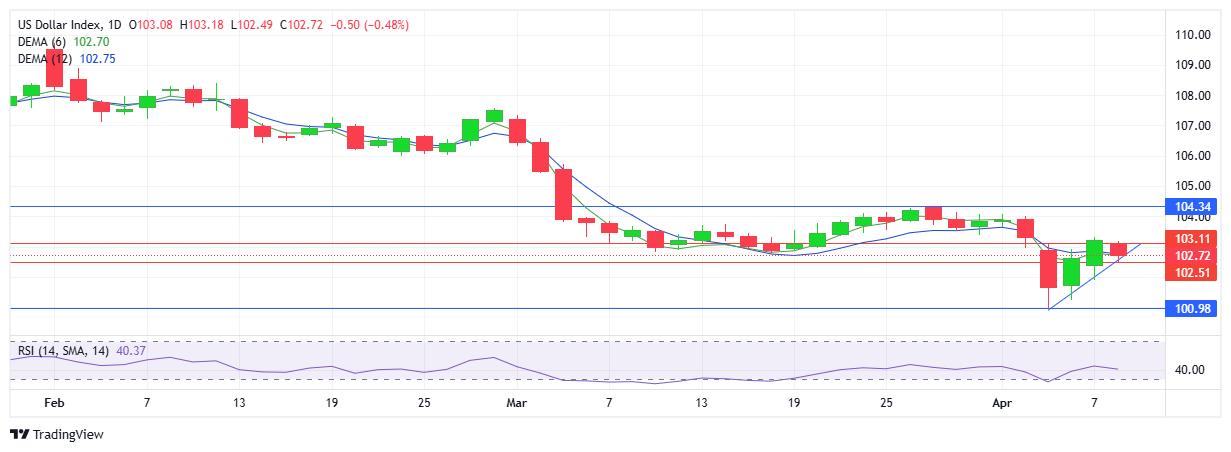 US Dollar Index, 1D O103.08 H103.18 L102.49 C102.72 −0.50 (−0.48%)
DEMA (6) 102.70
DEMA (12) 102.75
110.00
109.00
108.00
107.00
106.00
105.00
104.34
104.00
103.11
102.72
102.51
100.98
RSI (14, SMA, 14) 40.37
40.00
Feb 7 13 19 25 Mar 7 13 19 25 Apr 7
TradingView